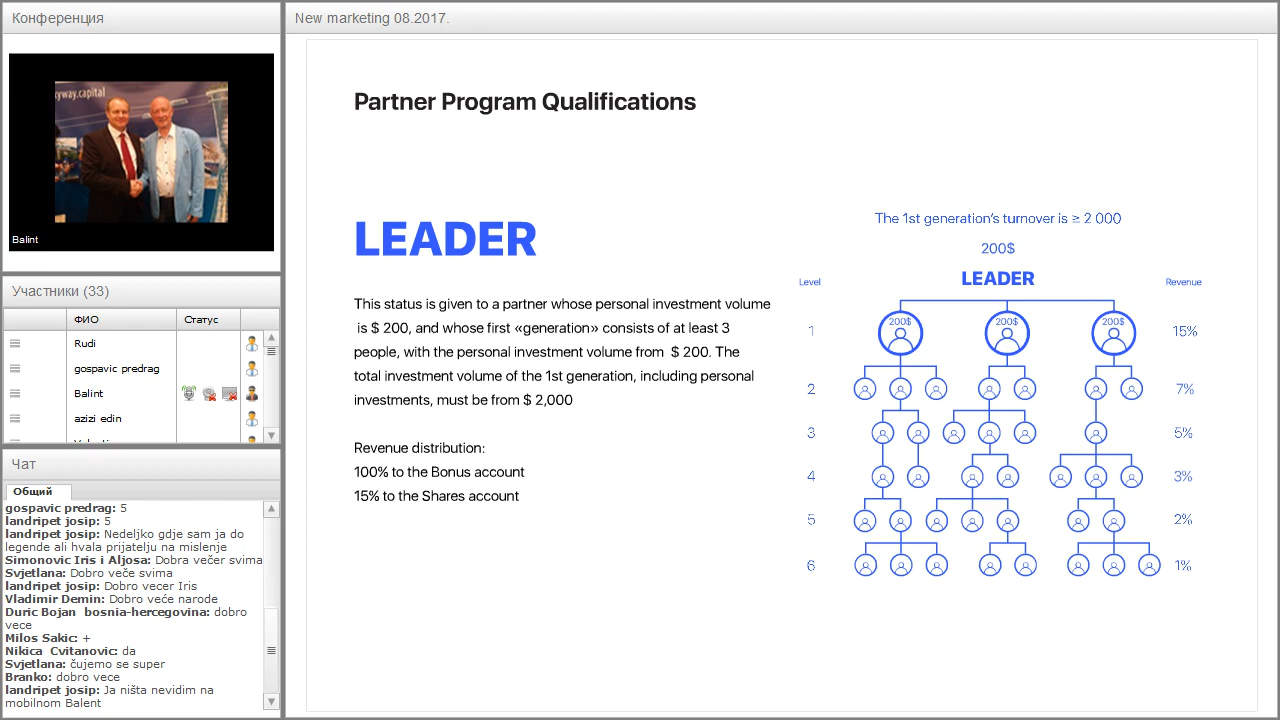 Конференция
yway.capital
Balint
Участники (33)
ФИО
Статус
Rudi
gospavic predrag
Balint
azizi edin
Чат
Общий
gospavic predrag: 5
landripet josip: 5
landripet josip: Nedeljko gdje sam ja do
legende ali hvala prijatelju na mislenje
Simonovic Iris i Aljosa: Dobra večer svima
Svjetlana: Dobro veče svima
landripet josip: Dobro vecer Iris
Vladimir Demin: Dobro veće narode
Duric Bojan bosnia-hercegovina: dobro
vece
Milos Sakic: +
Nikica Cvitanovic: da
Svjetlana: čujemo se super
Branko: dobro vece
landripet josip: Ja ništa nevidim na
mobilnom Balent
New marketing 08.2017.
Partner Program Qualifications
LEADER
This status is given to a partner whose personal investment volume
is $ 200, and whose first «generation» consists of at least 3
people, with the personal investment volume from $ 200. The
total investment volume of the 1st generation, including personal
investments, must be from $ 2,000
Revenue distribution:
100% to the Bonus account
15% to the Shares account
The 1st generation's turnover is ≥ 2 000
200$
Level
LEADER
Revenue
1
200$
200$
200$
15%
2
7%
3
5%
4
3%
5
2%
6
1%